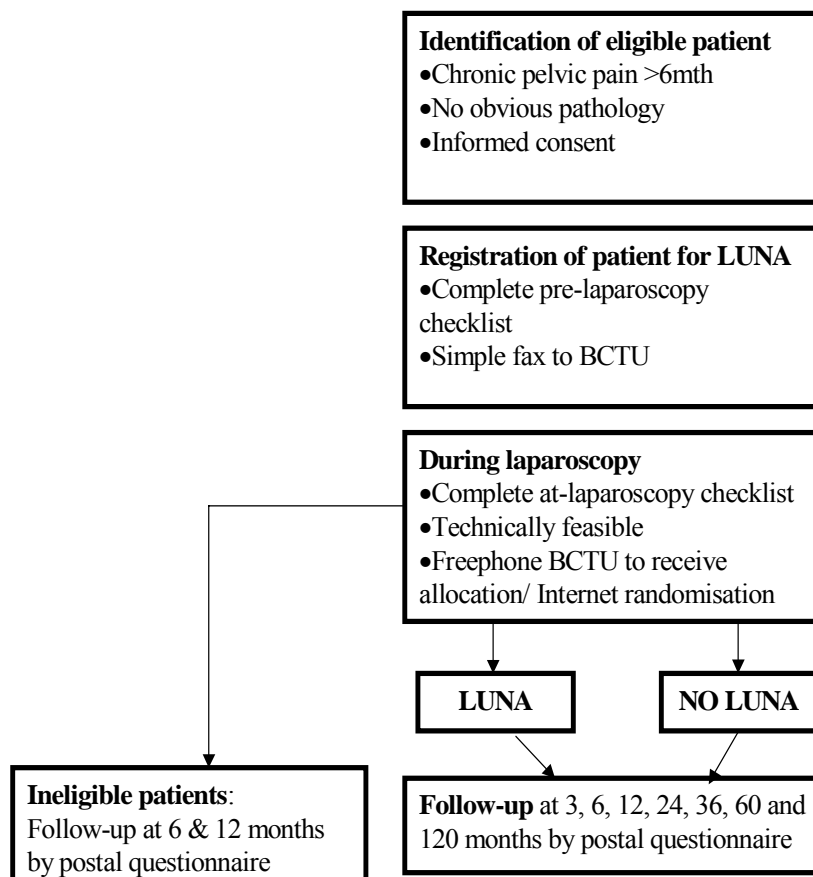 Identification of eligible patient
•Chronic pelvic pain >6mth
•No obvious pathology
•Informed consent
Registration of patient for LUNA
•Complete pre-laparoscopy
checklist
•Simple fax to BCTU
During laparoscopy
•Complete at-laparoscopy checklist
•Technically feasible
•Freephone BCTU to receive
allocation/ Internet randomisation
LUNA
NO LUNA
Ineligible patients:
Follow-up at 6 & 12 months
by postal questionnaire
Follow-up at 3, 6, 12, 24, 36, 60 and
120 months by postal questionnaire